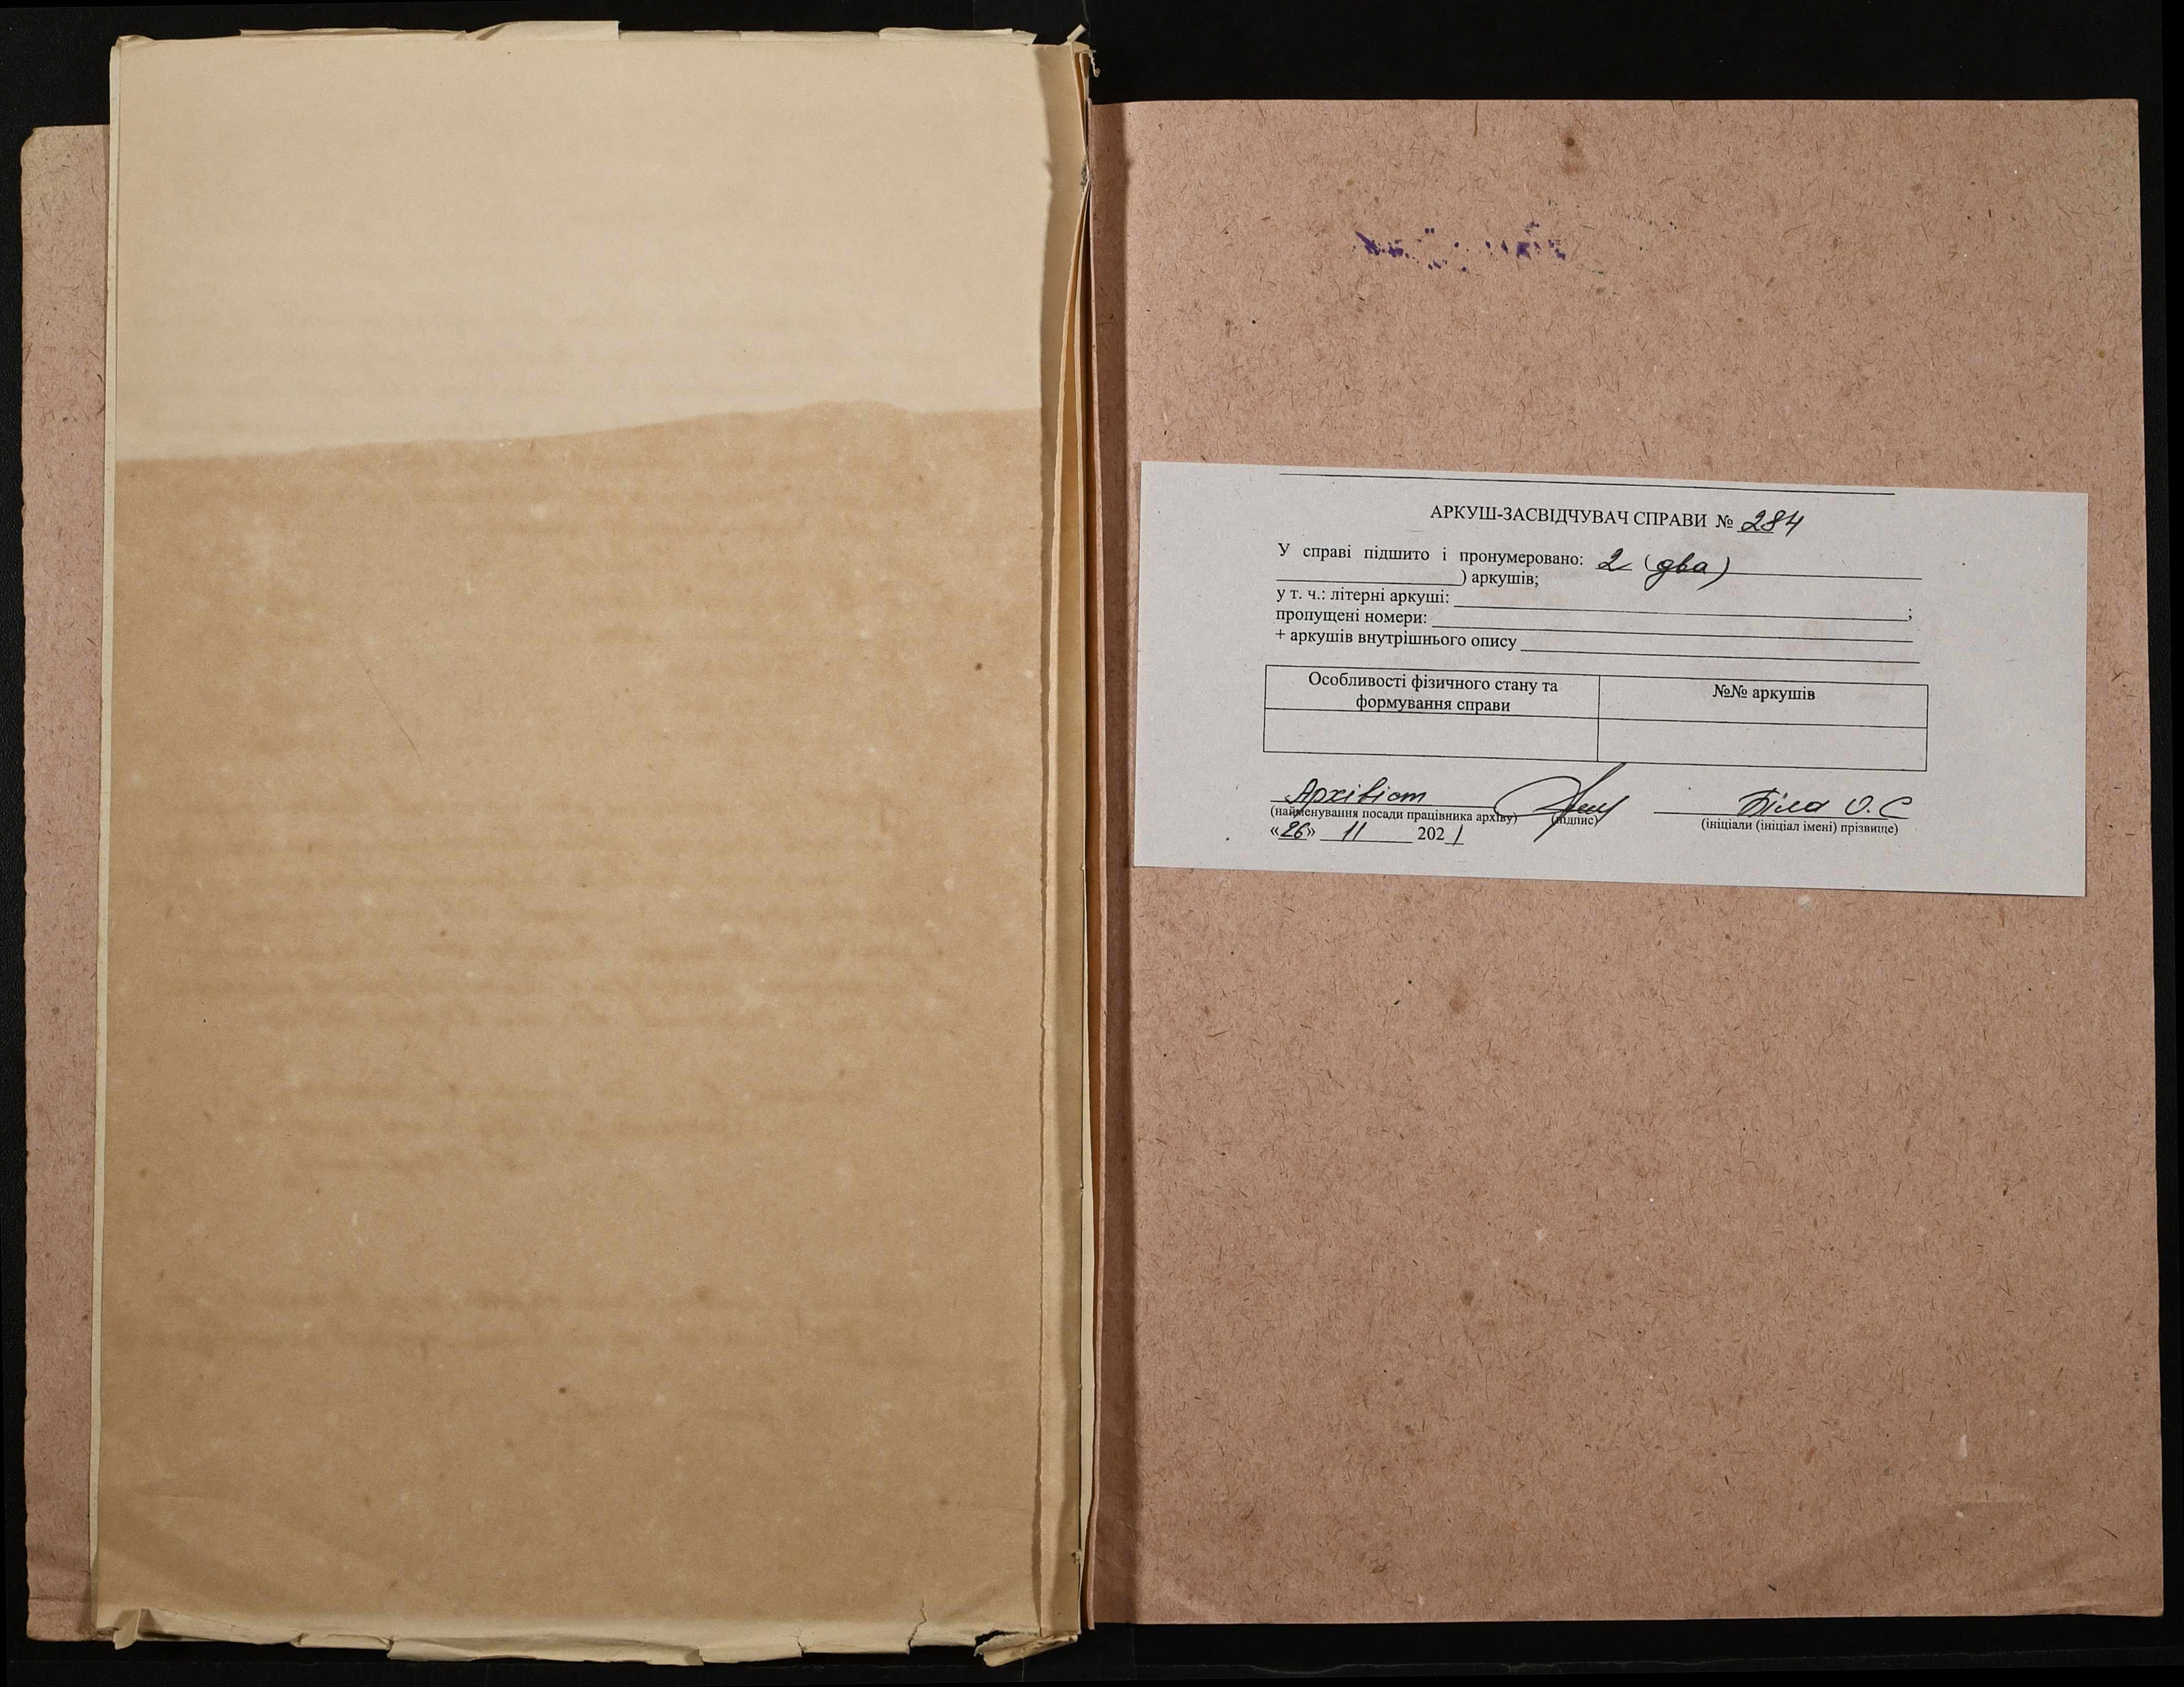 АРКУШ-ЗАСВІДЧУВАЧ СПРАВИ № 284
У справі підшито і пронумеровано: 2 (два)
) аркушів;
у т. ч.: літерні аркуші: ;
пропущені номери:
+ аркушів внутрішнього опису
Особливості фізичного стану та формування справи
№№ аркушів
Архівіст Біла О.С
(найменування посади працівника архіву) (підпис) (ініціали (ініціал імені) прізвище)
«26» 11 2021